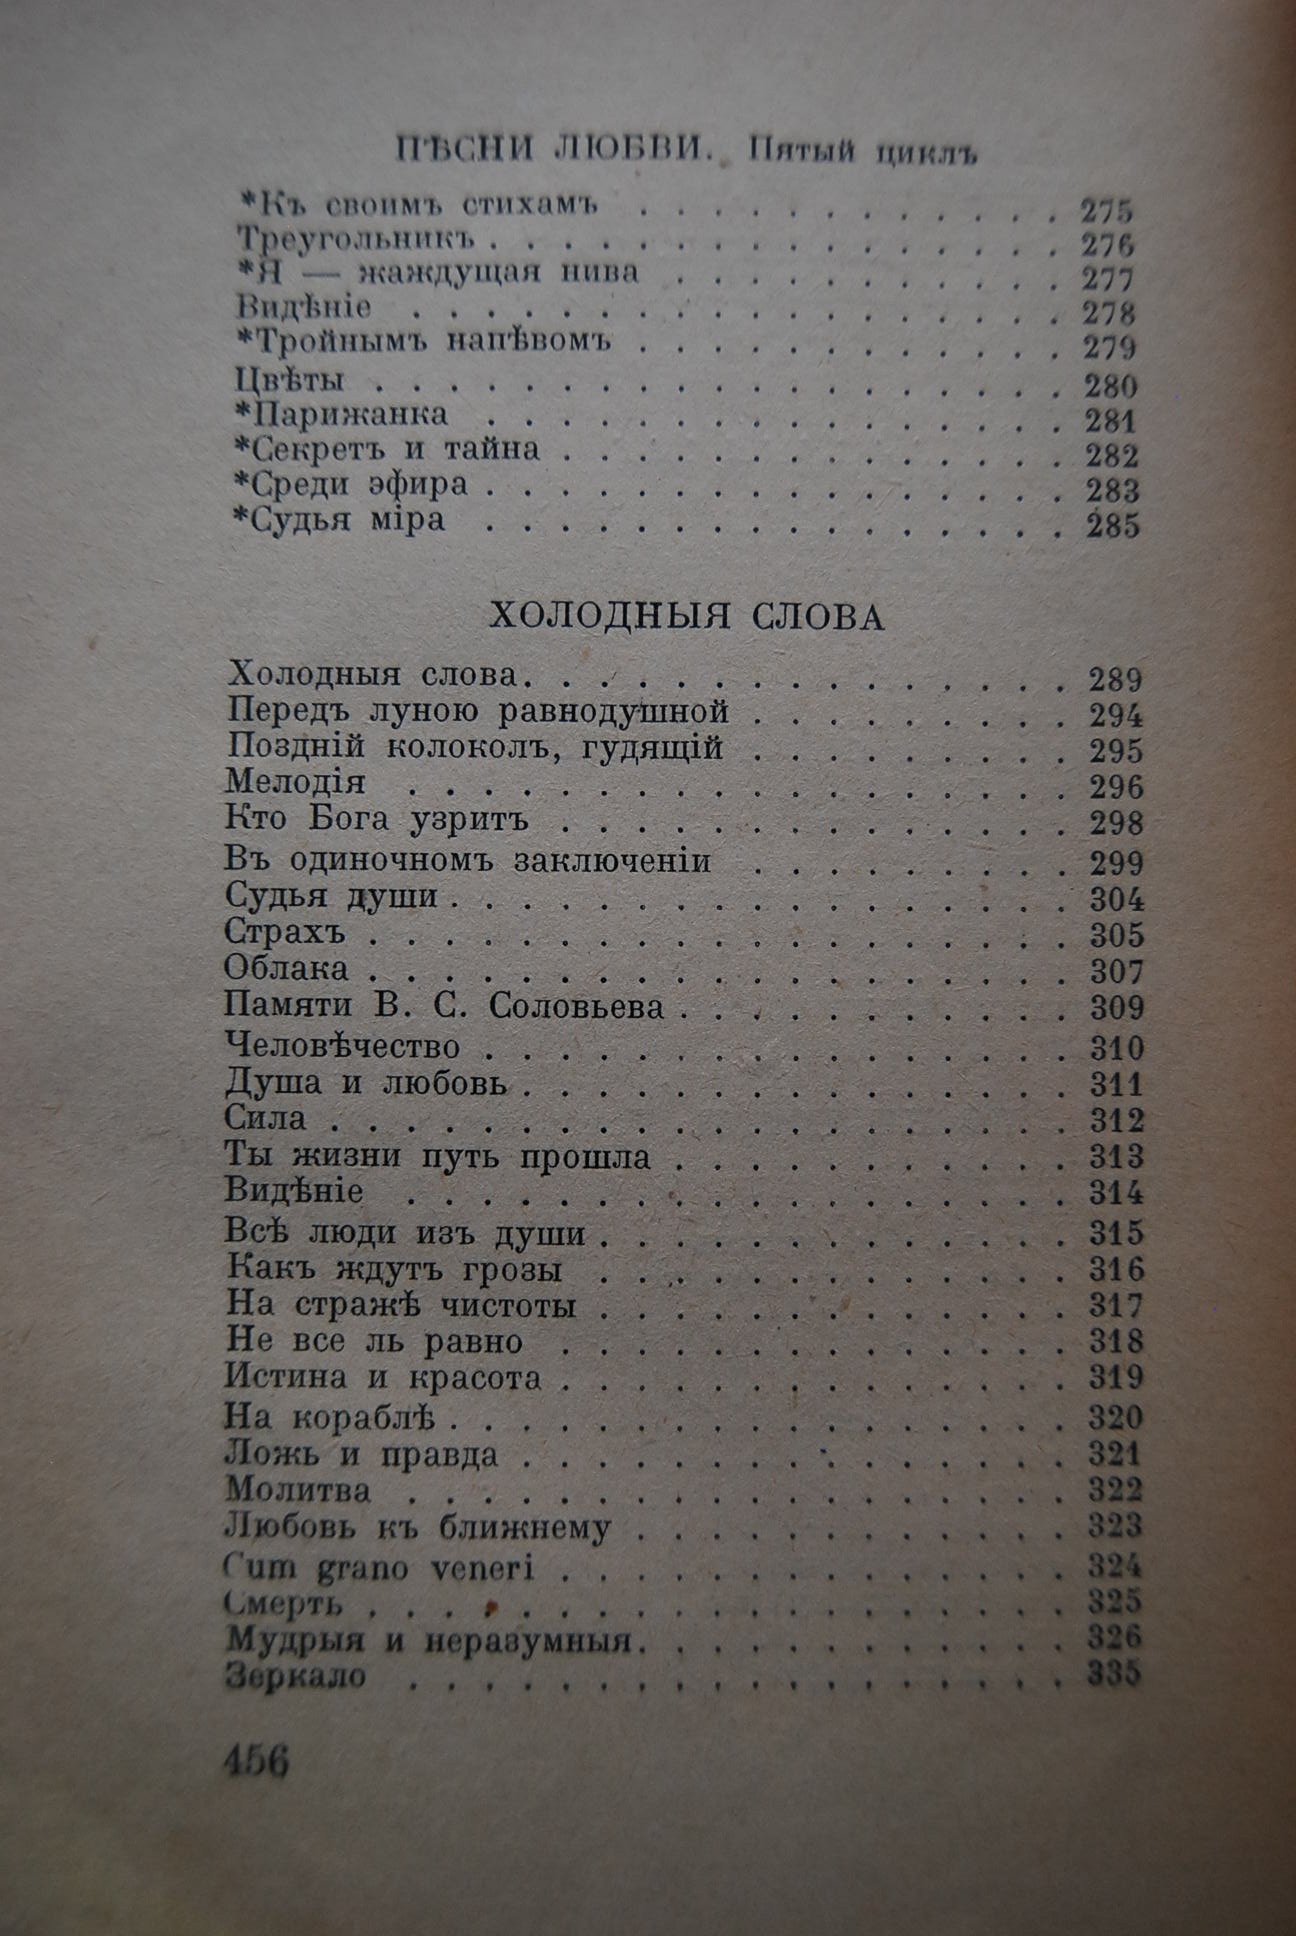 ПѢСНИ ЛЮБВИ. Пятый циклъ
*Къ своимъ стихамъ . . . . . . . . . . . . 275
Треугольникъ . . . . . . . . . . . . . . . . 276
*Я — жаждущая нива . . . . . . . . . . . 277
Видѣніе . . . . . . . . . . . . . . . . . . 278
*Тройнымъ напѣвомъ . . . . . . . . . . . . 279
Цвѣты . . . . . . . . . . . . . . . . . . . 280
*Парижанка . . . . . . . . . . . . . . . . 281
*Секретъ и тайна . . . . . . . . . . . . . . 282
*Среди эфира . . . . . . . . . . . . . . . . 283
*Судья міра . . . . . . . . . . . . . . . . 285
ХОЛОДНЫЯ СЛОВА
Холодныя слова . . . . . . . . . . . . . . . 289
Передъ луною равнодушной . . . . . . . . . 294
Поздній колоколъ, гудящій . . . . . . . . . 295
Мелодія . . . . . . . . . . . . . . . . . . 296
Кто Бога узритъ . . . . . . . . . . . . . . 298
Въ одиночномъ заключеніи . . . . . . . . . 299
Судья души . . . . . . . . . . . . . . . . . 304
Страхъ . . . . . . . . . . . . . . . . . . . 305
Облака . . . . . . . . . . . . . . . . . . . 307
Памяти В. С. Соловьева . . . . . . . . . . . 309
Человѣчество . . . . . . . . . . . . . . . . 310
Душа и любовь . . . . . . . . . . . . . . . 311
Сила . . . . . . . . . . . . . . . . . . . . 312
Ты жизни путь прошла . . . . . . . . . . . 313
Видѣніе . . . . . . . . . . . . . . . . . . 314
Всѣ люди изъ души . . . . . . . . . . . . . 315
Какъ ждутъ грозы . . . . . . . . . . . . . 316
На стражѣ чистоты . . . . . . . . . . . . . 317
Не все ль равно . . . . . . . . . . . . . . 318
Истина и красота . . . . . . . . . . . . . . 319
На кораблѣ . . . . . . . . . . . . . . . . . 320
Ложь и правда . . . . . . . . . . . . . . . 321
Молитва . . . . . . . . . . . . . . . . . . 322
Любовь къ ближнему . . . . . . . . . . . . 323
Cum grano veneri . . . . . . . . . . . . . . 324
Смерть . . . . . . . . . . . . . . . . . . . 325
Мудрыя и неразумныя . . . . . . . . . . . . 326
Зеркало . . . . . . . . . . . . . . . . . . 335
456